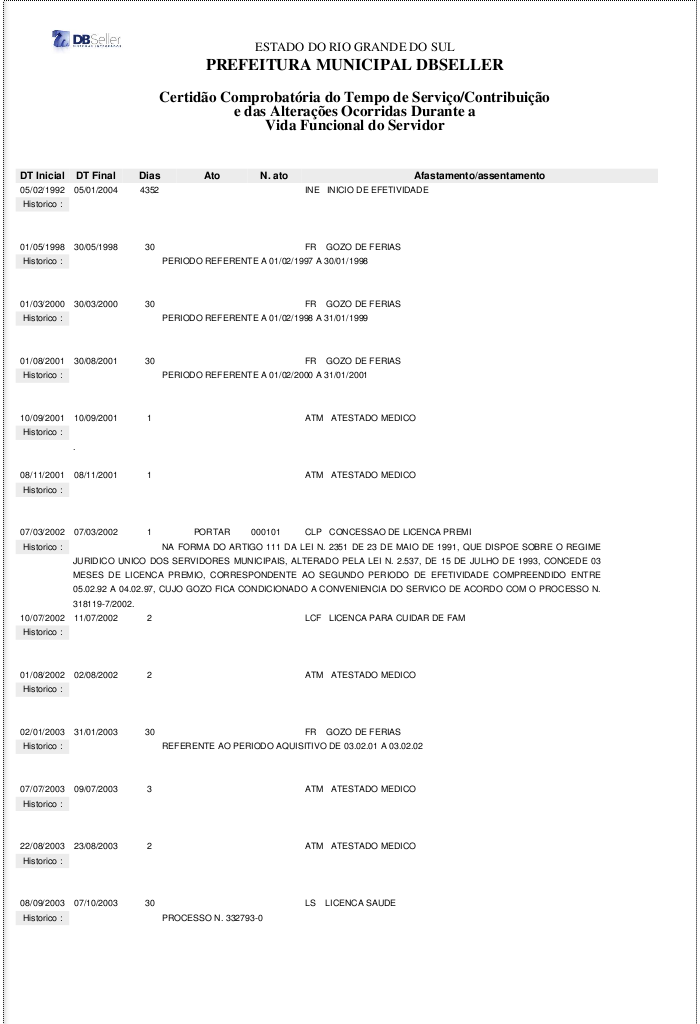 DBSeller
ESTADO DO RIO GRANDE DO SUL
PREFEITURA MUNICIPAL DBSELLER
Certidão Comprobatória do Tempo de Serviço/Contribuição
e das Alterações Ocorridas Durante a
Vida Funcional do Servidor
DT Inicial DT Final Dias Ato N. ato Afastamento/assentamento
05/02/1992 05/01/2004 4352 INE INICIO DE EFETIVIDADE
Historico :
01/05/1998 30/05/1998 30 FR GOZO DE FERIAS
Historico : PERIODO REFERENTE A 01/02/1997 A 30/01/1998
01/03/2000 30/03/2000 30 FR GOZO DE FERIAS
Historico : PERIODO REFERENTE A 01/02/1998 A 31/01/1999
01/08/2001 30/08/2001 30 FR GOZO DE FERIAS
Historico : PERIODO REFERENTE A 01/02/2000 A 31/01/2001
10/09/2001 10/09/2001 1 ATM ATESTADO MEDICO
Historico :
.
08/11/2001 08/11/2001 1 ATM ATESTADO MEDICO
Historico :
07/03/2002 07/03/2002 1 PORTAR 000101 CLP CONCESSAO DE LICENCA PREMI
Historico : NA FORMA DO ARTIGO 111 DA LEI N. 2351 DE 23 DE MAIO DE 1991, QUE DISPOE SOBRE O REGIME
JURIDICO UNICO DOS SERVIDORES MUNICIPAIS, ALTERADO PELA LEI N. 2.537, DE 15 DE JULHO DE 1993, CONCEDE 03
MESES DE LICENCA PREMIO, CORRESPONDENTE AO SEGUNDO PERIODO DE EFETIVIDADE COMPREENDIDO ENTRE
05.02.92 A 04.02.97, CUJO GOZO FICA CONDICIONADO A CONVENIENCIA DO SERVICO DE ACORDO COM O PROCESSO N.
318119-7/2002.
10/07/2002 11/07/2002 2 LCF LICENCA PARA CUIDAR DE FAM
Historico :
01/08/2002 02/08/2002 2 ATM ATESTADO MEDICO
Historico :
02/01/2003 31/01/2003 30 FR GOZO DE FERIAS
Historico : REFERENTE AO PERIODO AQUISITIVO DE 03.02.01 A 03.02.02
07/07/2003 09/07/2003 3 ATM ATESTADO MEDICO
Historico :
22/08/2003 23/08/2003 2 ATM ATESTADO MEDICO
Historico :
08/09/2003 07/10/2003 30 LS LICENCA SAUDE
Historico : PROCESSO N. 332793-0